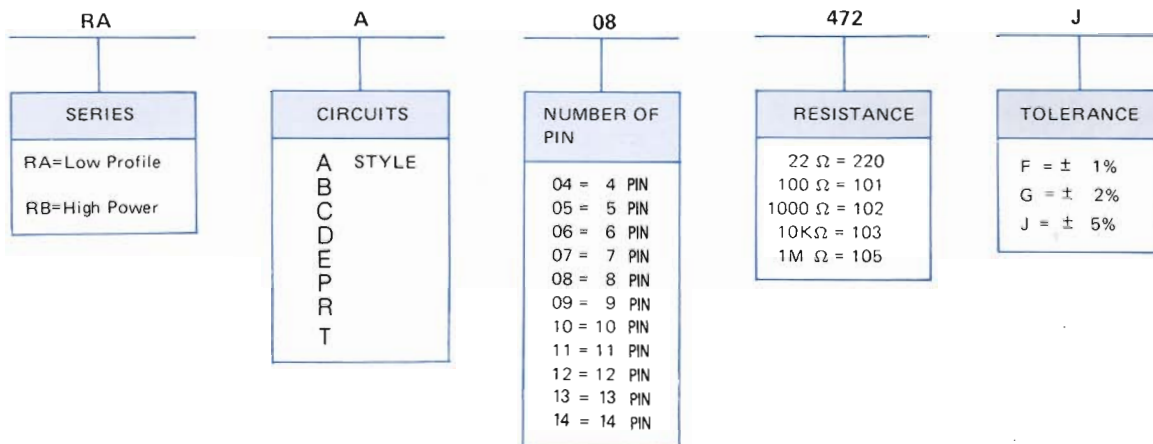 RA A 08 472 J
SERIES
RA=Low Profile
RB=High Power
CIRCUITS
A STYLE
B
C
D
E
P
R
T
NUMBER OF
PIN
04 = 4 PIN
05 = 5 PIN
06 = 6 PIN
07 = 7 PIN
08 = 8 PIN
09 = 9 PIN
10 = 10 PIN
11 = 11 PIN
12 = 12 PIN
13 = 13 PIN
14 = 14 PIN
RESISTANCE
22 Ω = 220
100 Ω = 101
1000 Ω = 102
10KΩ = 103
1M Ω = 105
TOLERANCE
F = ± 1%
G = ± 2%
J = ± 5%